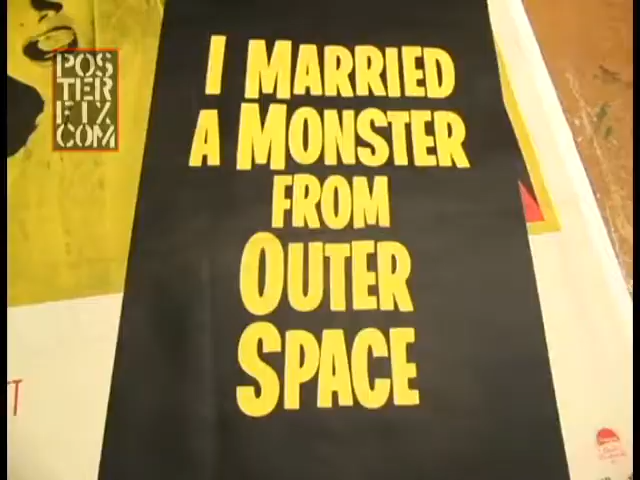 POS
TER
FIX
.COM
I MARRIED
A MONSTER
FROM
OUTER
SPACE
T